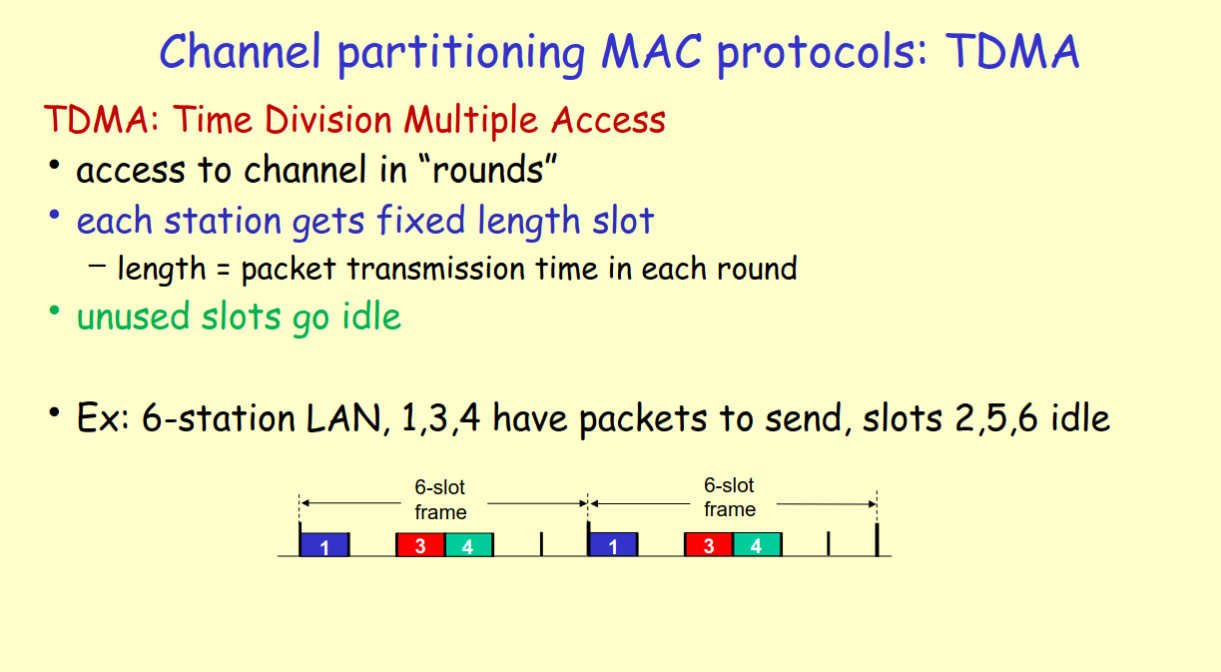 Channel partitioning MAC protocols: TDMA
TDMA: Time Division Multiple Access
• access to channel in “rounds”
• each station gets fixed length slot
– length = packet transmission time in each round
• unused slots go idle
• Ex: 6-station LAN, 1,3,4 have packets to send, slots 2,5,6 idle
6-slot
frame
6-slot
frame
1 3 4 1 3 4